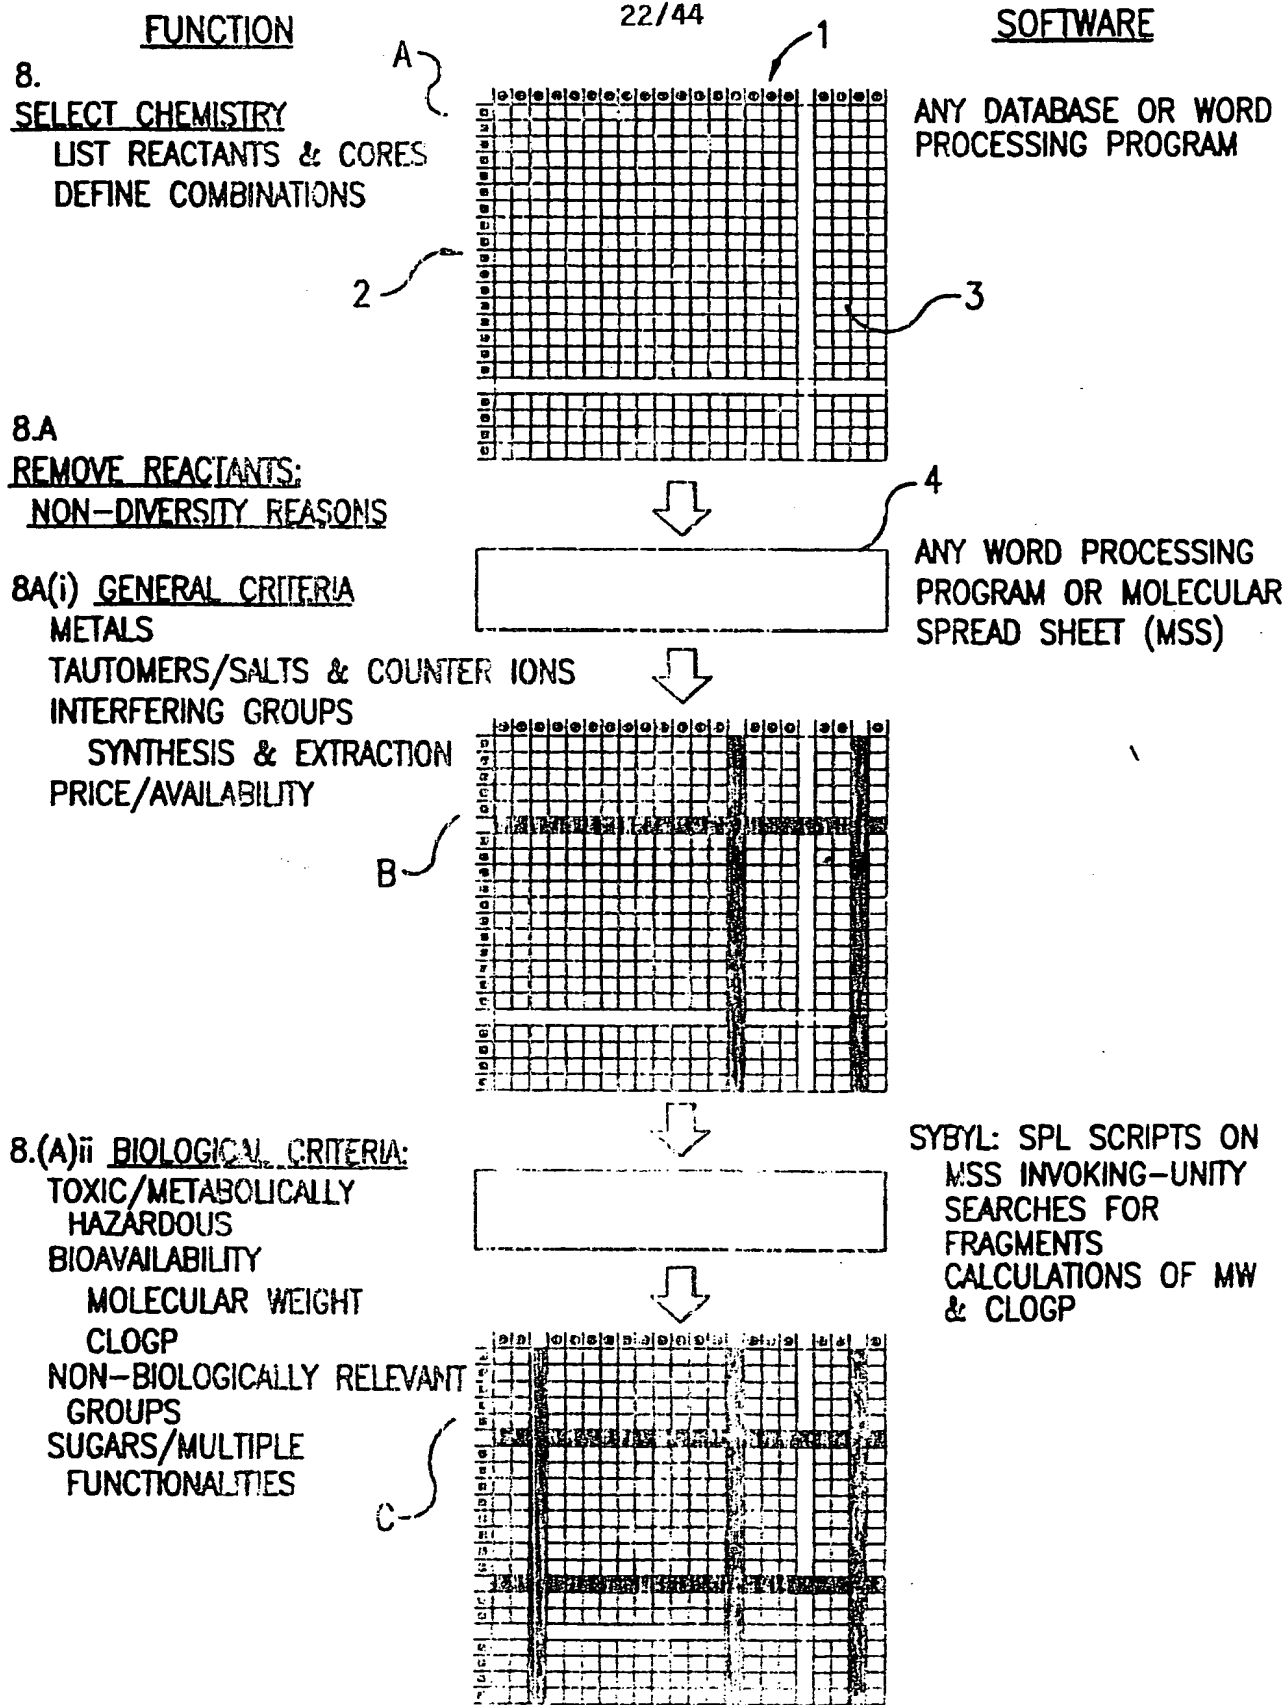 22/44
FUNCTION
SOFTWARE
A
1
8.
SELECT CHEMISTRY
LIST REACTANTS & CORES
DEFINE COMBINATIONS
ANY DATABASE OR WORD
PROCESSING PROGRAM
2
3
8.A
REMOVE REACTANTS:
NON-DIVERSITY REASONS
4
8A(i) GENERAL CRITERIA
METALS
TAUTOMERS/SALTS & COUNTER IONS
INTERFERING GROUPS
SYNTHESIS & EXTRACTION
PRICE/AVAILABILITY
ANY WORD PROCESSING
PROGRAM OR MOLECULAR
SPREAD SHEET (MSS)
B
8.(A)ii BIOLOGICAL CRITERIA:
TOXIC/METABOLICALLY
HAZARDOUS
BIOAVAILABILITY
MOLECULAR WEIGHT
CLOGP
NON-BIOLOGICALLY RELEVANT
GROUPS
SUGARS/MULTIPLE
FUNCTIONALITIES
SYBYL: SPL SCRIPTS ON
MSS INVOKING-UNITY
SEARCHES FOR
FRAGMENTS
CALCULATIONS OF MW
& CLOGP
C